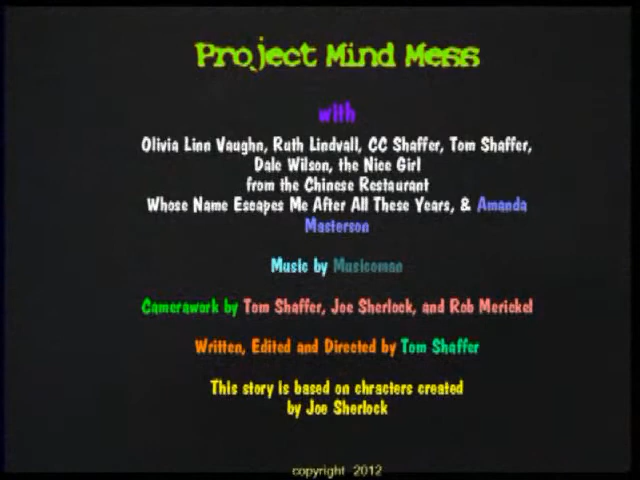 Project Mind Mess
with
Olivia Linn Vaughn, Ruth Lindvall, CC Shaffer, Tom Shaffer,
Dale Wilson, the Nice Girl
from the Chinese Restaurant
Whose Name Escapes Me After All These Years, & Amanda
Masterson
Music by Musicoman
Camerawork by Tom Shaffer, Joe Sherlock, and Rob Merickel
Written, Edited and Directed by Tom Shaffer
This story is based on chracters created
by Joe Sherlock
copyright 2012